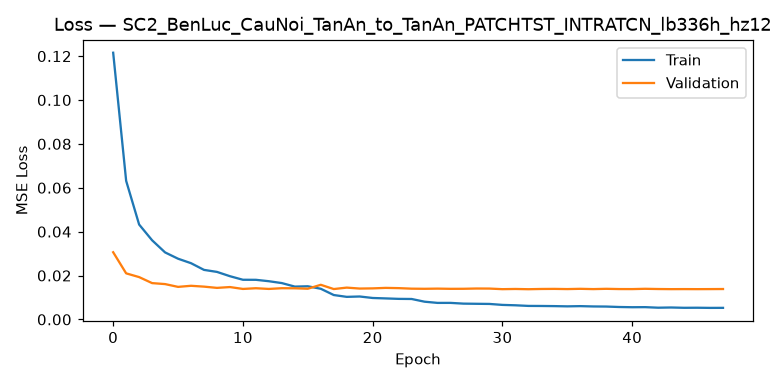 Loss — SC2_BenLuc_CauNoi_TanAn_to_TanAn_PATCHTST_INTRATCN_lb336h_hz12
Train
Validation
0.12
0.10
0.08
0.06
0.04
0.02
0.00
MSE Loss
0 10 20 30 40
Epoch